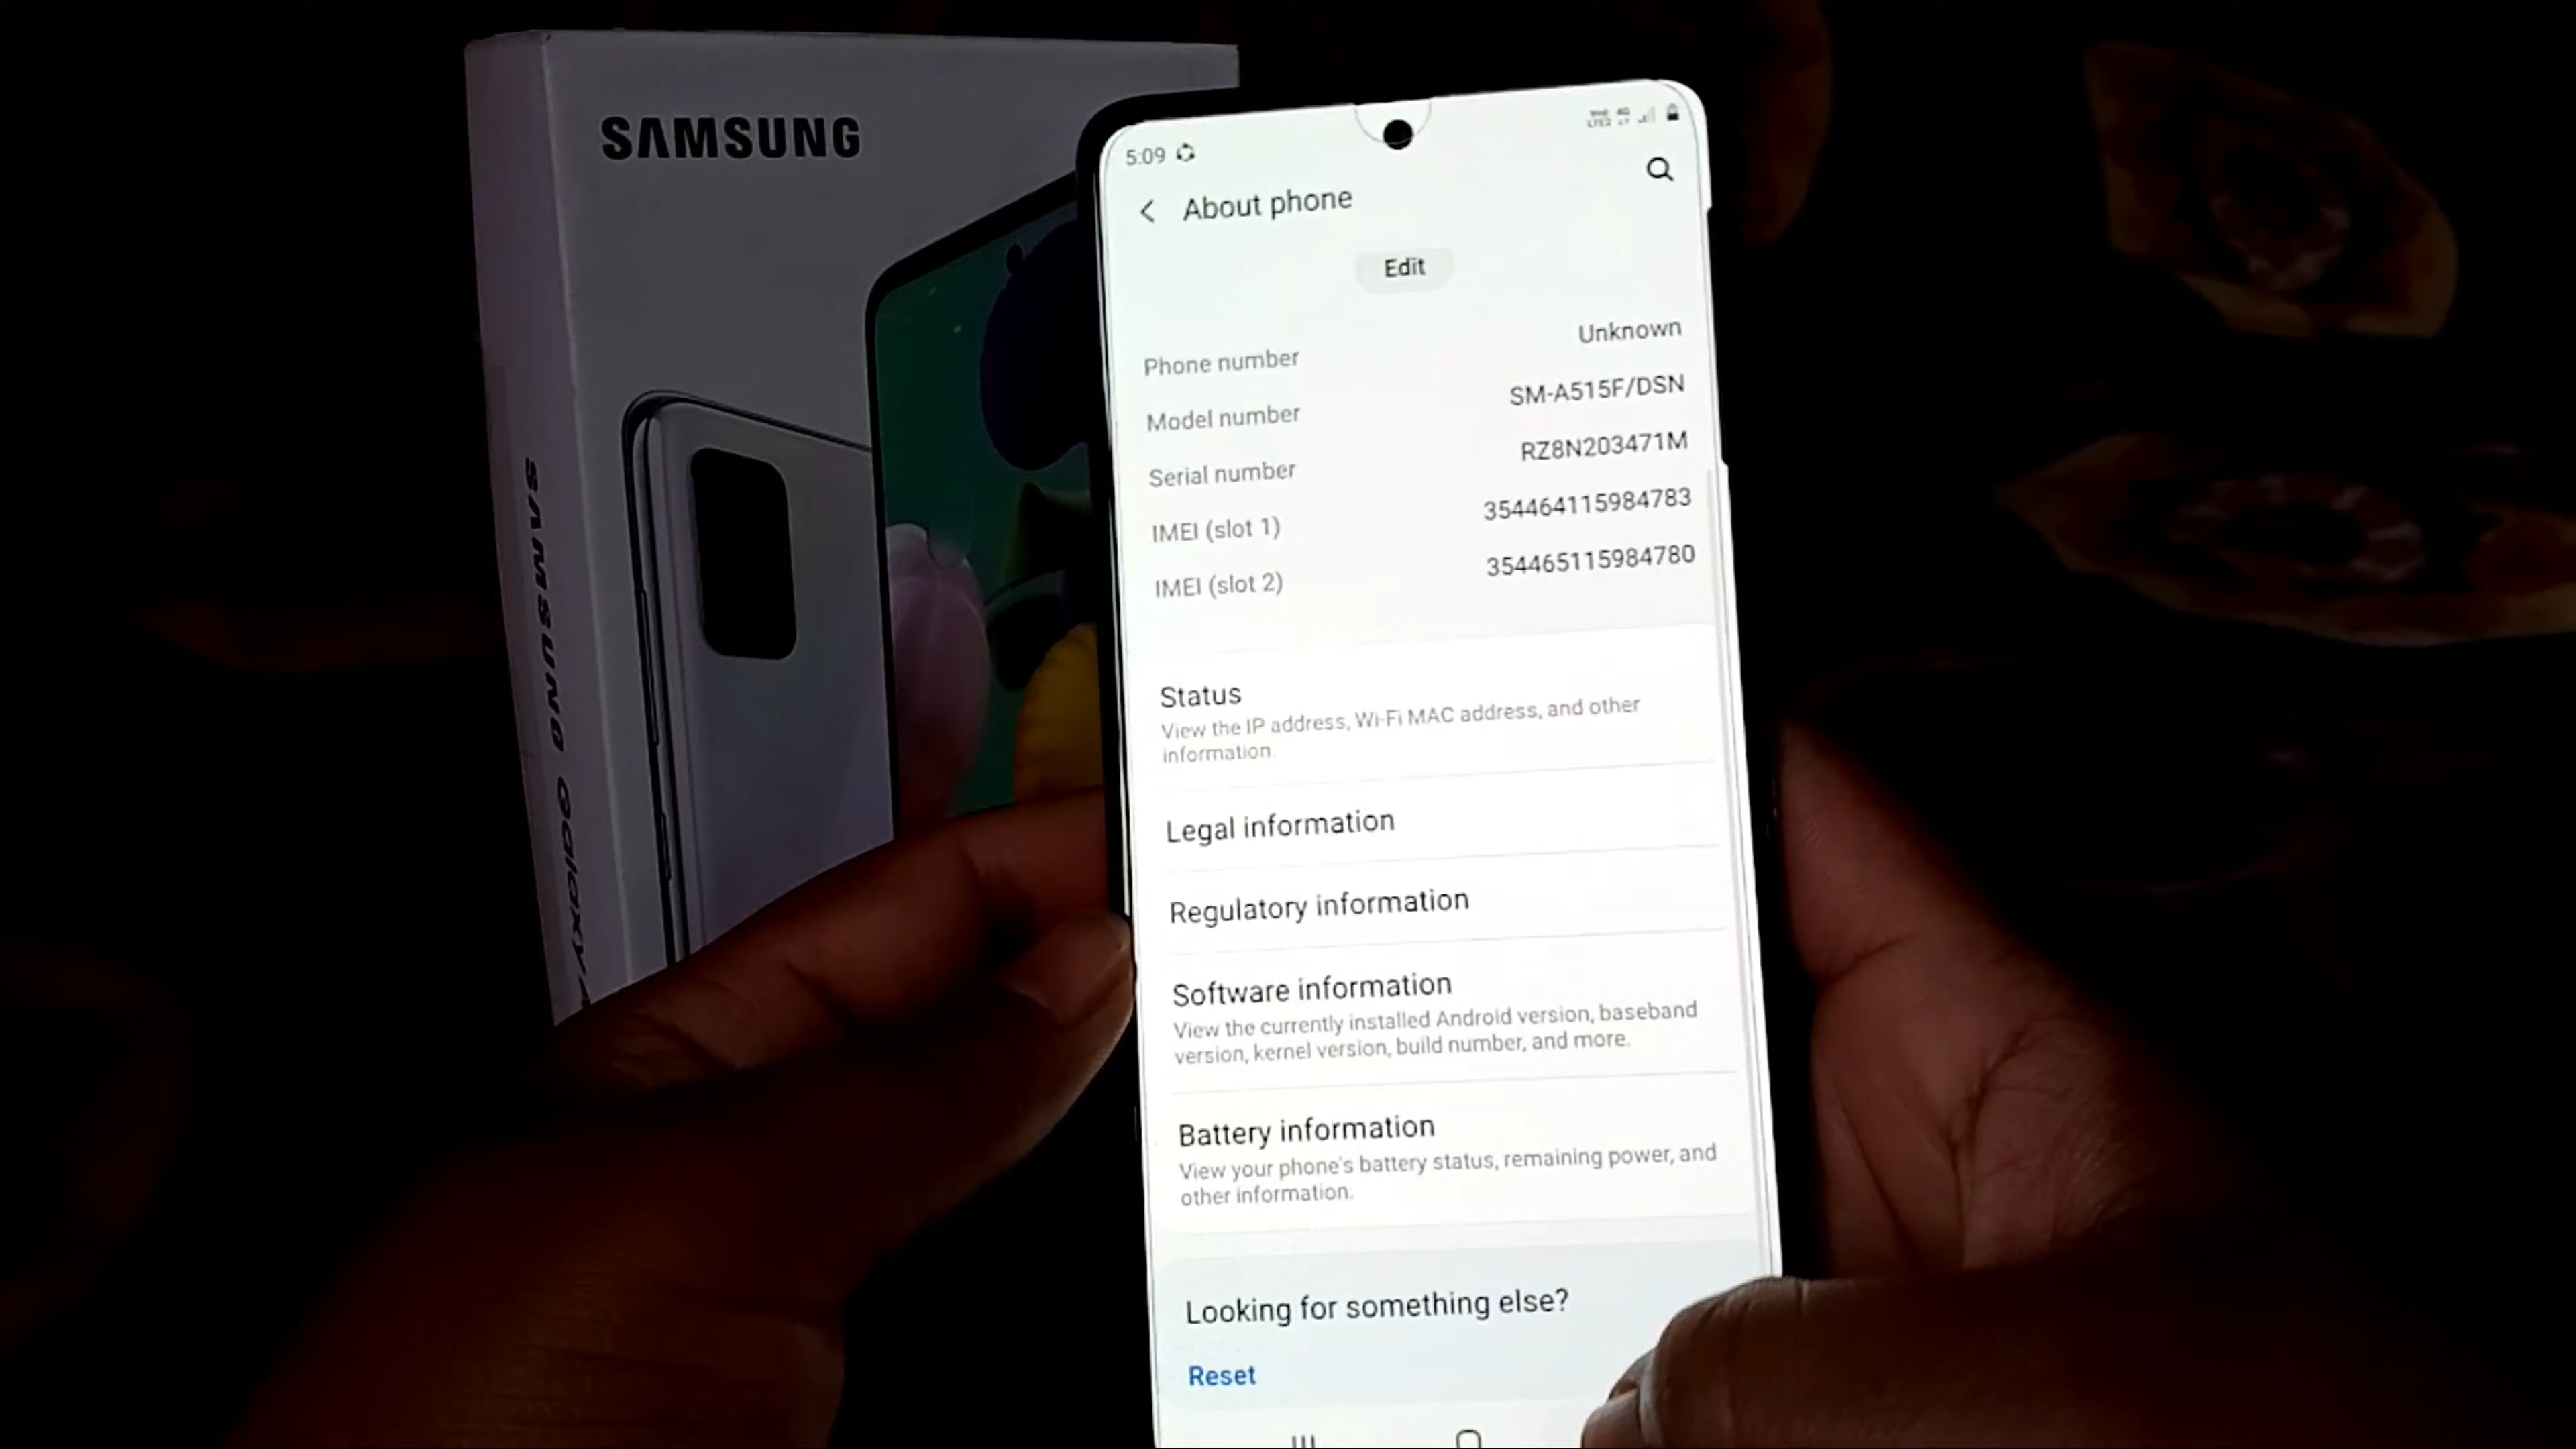 SAMSUNG
SAMSUNG Galaxy
5:09
About phone
Edit
Phone number Unknown
Model number SM-A515F/DSN
Serial number RZ8N203471M
IMEI (slot 1) 354464115984783
IMEI (slot 2) 354465115984780
Status
View the IP address, Wi-Fi MAC address, and other
information.
Legal information
Regulatory information
Software information
View the currently installed Android version, baseband
version, kernel version, build number, and more.
Battery information
View your phone's battery status, remaining power, and
other information.
Looking for something else?
Reset